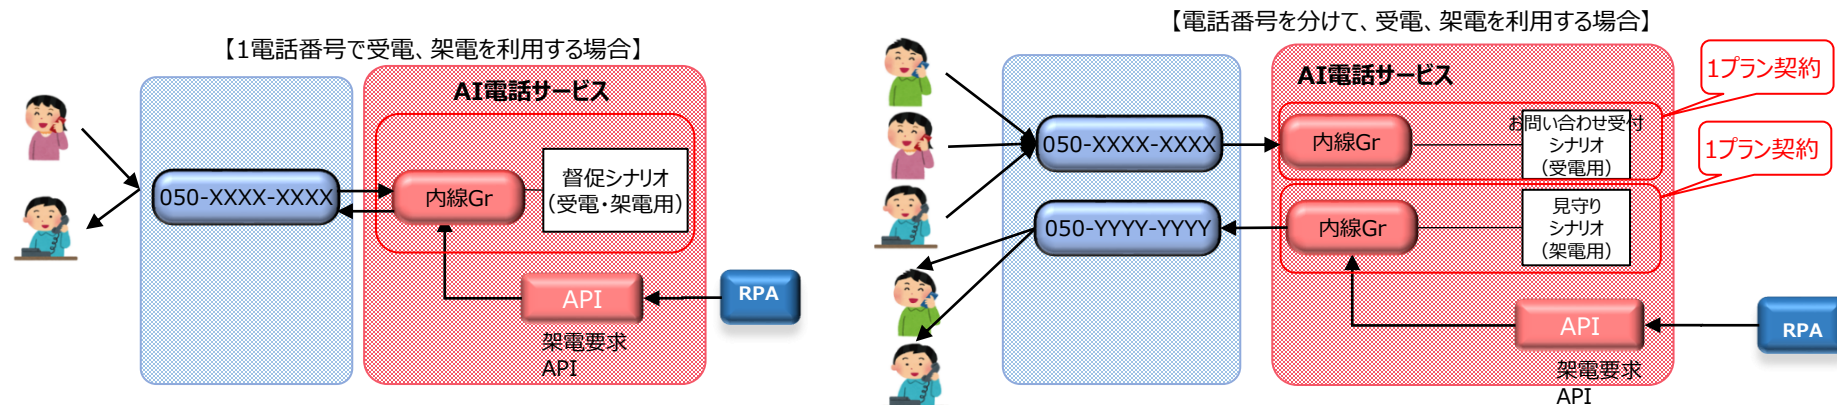 【1電話番号で受電、架電を利用する場合】
AI電話サービス
050-XXXX-XXXX
内線Gr
督促シナリオ
（受電・架電用）
API
RPA
架電要求
API
【電話番号を分けて、受電、架電を利用する場合】
AI電話サービス
1プラン契約
050-XXXX-XXXX
内線Gr
お問い合わせ受付
シナリオ
（受電用）
1プラン契約
050-YYYY-YYYY
内線Gr
見守り
シナリオ
（架電用）
API
RPA
架電要求
API